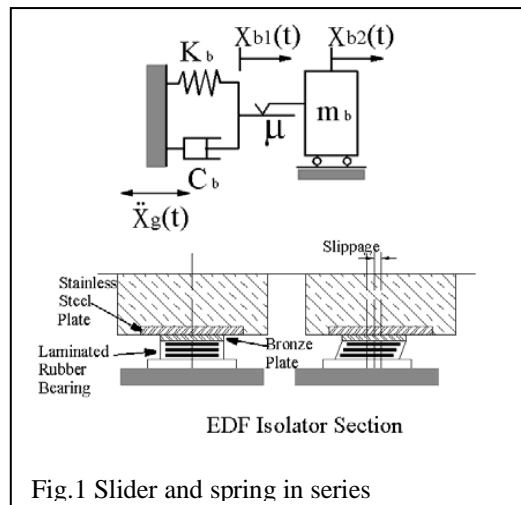 X b1(t) X b2(t)
K b
m b
μ
C b
Ẍg(t)
Slippage
Stainless
Steel
Plate
Bronze
Plate
Laminated
Rubber
Bearing
EDF Isolator Section
Fig.1 Slider and spring in series